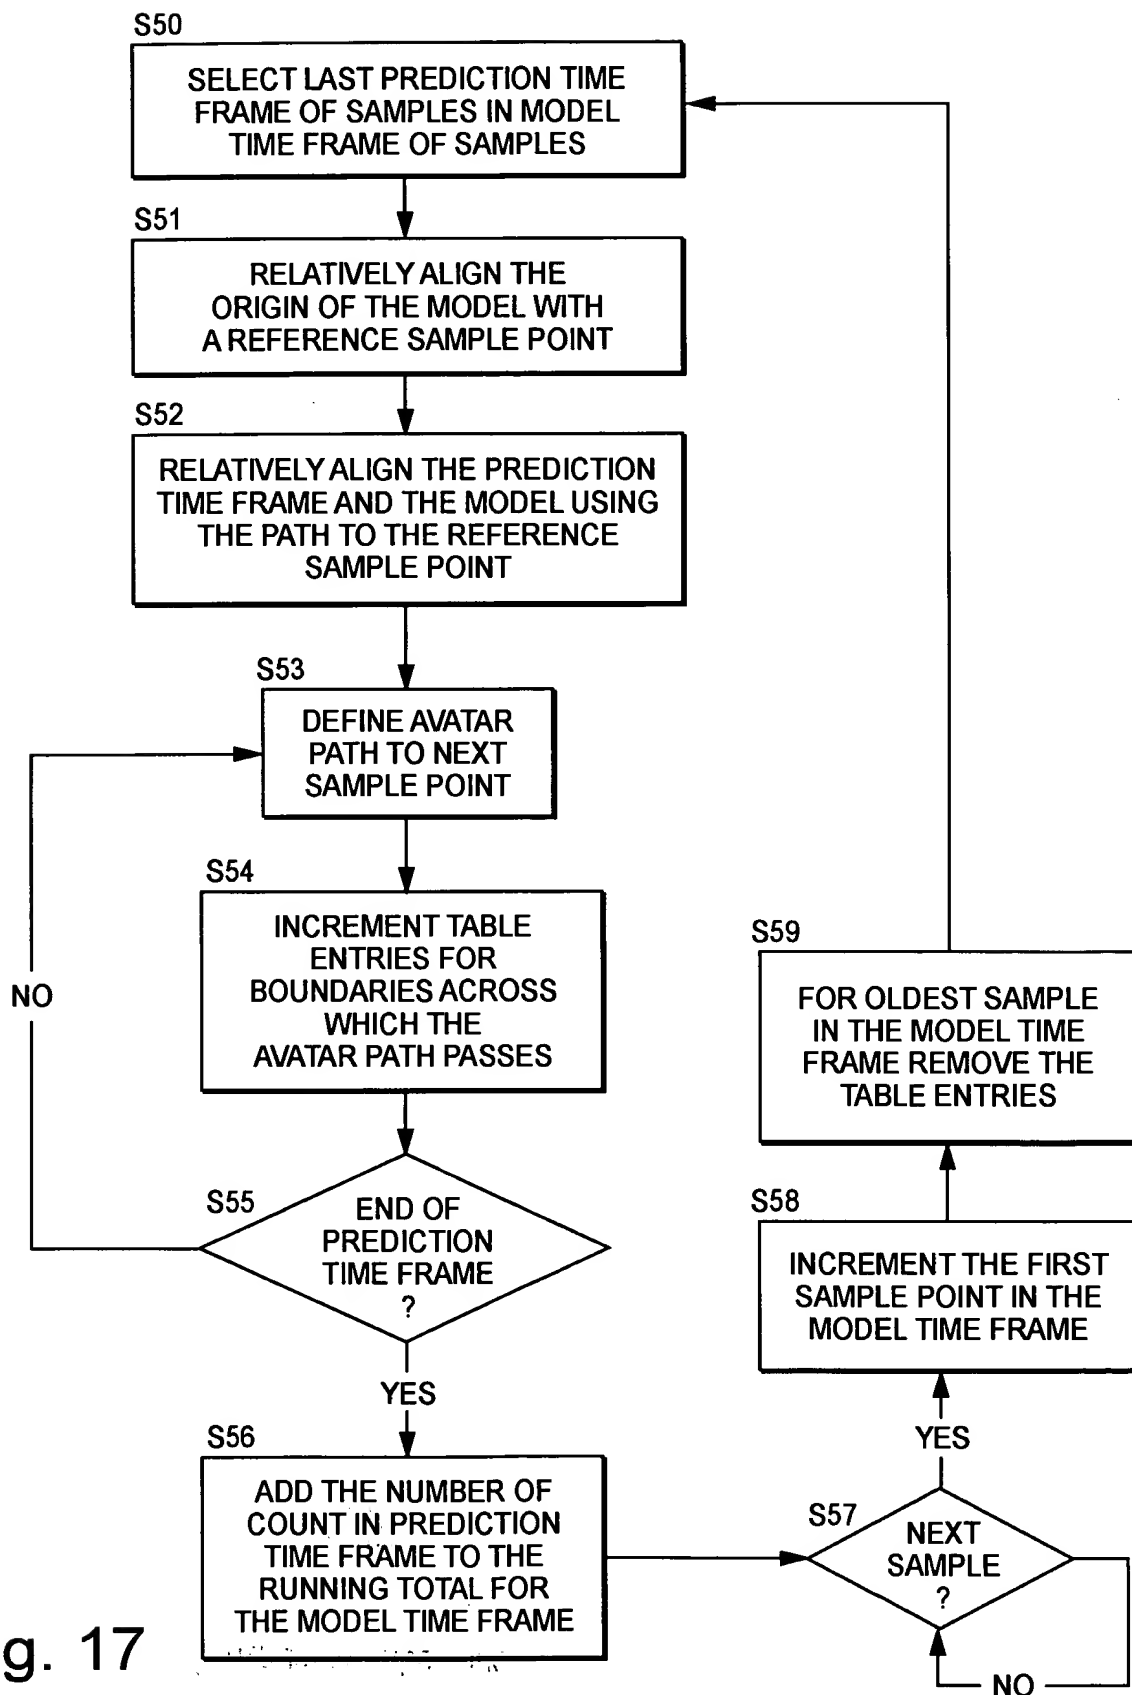 S50
SELECT LAST PREDICTION TIME
FRAME OF SAMPLES IN MODEL
TIME FRAME OF SAMPLES
S51
RELATIVELY ALIGN THE
ORIGIN OF THE MODEL WITH
A REFERENCE SAMPLE POINT
S52
RELATIVELY ALIGN THE PREDICTION
TIME FRAME AND THE MODEL USING
THE PATH TO THE REFERENCE
SAMPLE POINT
S53
DEFINE AVATAR
PATH TO NEXT
SAMPLE POINT
S54
INCREMENT TABLE
ENTRIES FOR
BOUNDARIES ACROSS
WHICH THE
AVATAR PATH PASSES
NO
S55
END OF
PREDICTION
TIME FRAME
?
YES
S56
ADD THE NUMBER OF
COUNT IN PREDICTION
TIME FRAME TO THE
RUNNING TOTAL FOR
THE MODEL TIME FRAME
S57
NEXT
SAMPLE
?
NO
YES
S58
INCREMENT THE FIRST
SAMPLE POINT IN THE
MODEL TIME FRAME
S59
FOR OLDEST SAMPLE
IN THE MODEL TIME
FRAME REMOVE THE
TABLE ENTRIES
g. 17